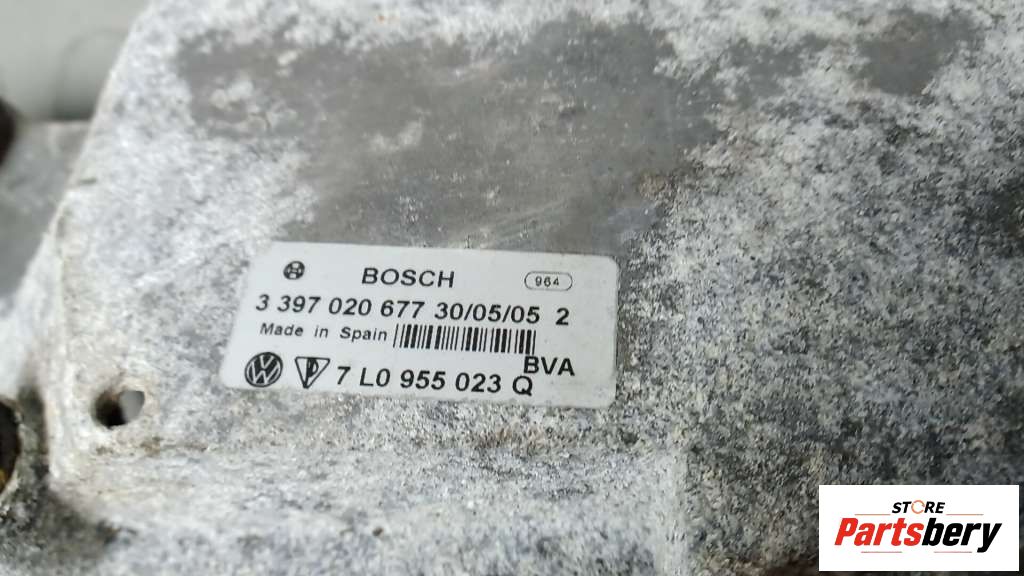 BOSCH 964
3 397 020 677 30/05/05 2
Made in Spain
BVA
7 L0 955 023 Q
STORE
Partsbery